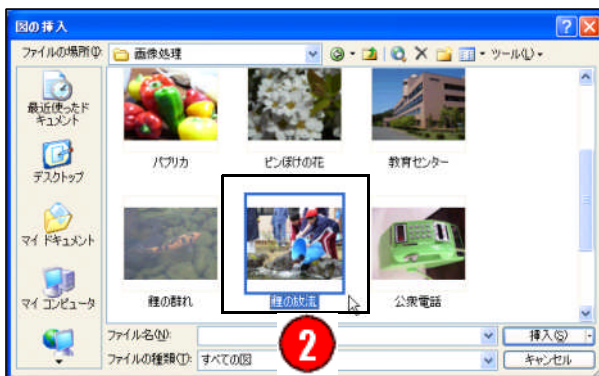 図の挿入
ファイルの場所(I):
画像処理
ツール(L)
最近使ったド
キュメント
デスクトップ
マイ ドキュメント
マイ コンピュータ
パプリカ
ピンぼけの花
教育センター
鯉の群れ
鯉の放流
公衆電話
2
ファイル名(N):
挿入(S)
ファイルの種類(T):
すべての図
キャンセル